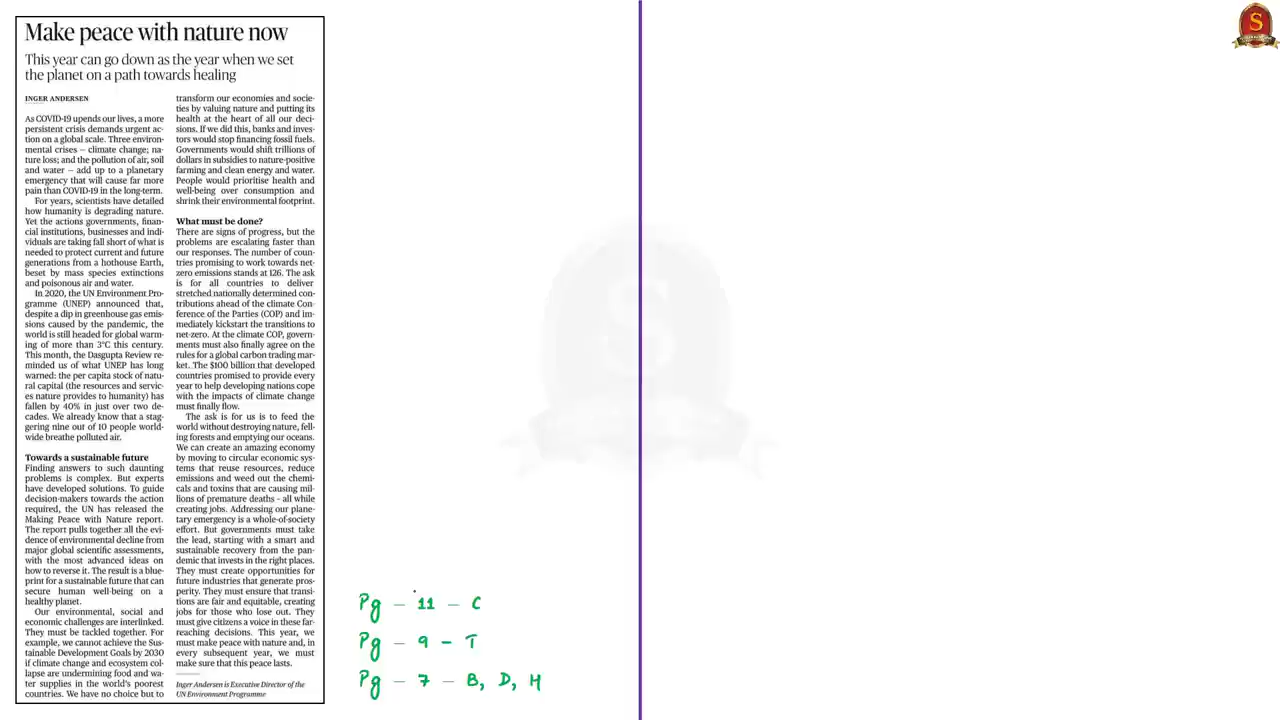 Make peace with nature now
This year can go down as the year when we set
the planet on a path towards healing
INGER ANDERSEN
As COVID-19 upends our lives, a more
persistent crisis demands urgent ac-
tion on a global scale. Three environ-
mental crises — climate change; na-
ture loss; and the pollution of air, soil
and water — add up to a planetary
emergency that will cause far more
pain than COVID-19 in the long-term.
For years, scientists have detailed
how humanity is degrading nature.
Yet the actions governments, finan-
cial institutions, businesses and indi-
viduals are taking fall short of what is
needed to protect current and future
generations from a hothouse Earth,
beset by mass species extinctions
and poisonous air and water.
In 2020, the UN Environment Pro-
gramme (UNEP) announced that,
despite a dip in greenhouse gas emis-
sions caused by the pandemic, the
world is still headed for global warm-
ing of more than 3°C this century.
This month, the Dasgupta Review re-
minded us of what UNEP has long
warned: the per capita stock of natu-
ral capital (the resources and servic-
es nature provides to humanity) has
fallen by 40% in just over two de-
cades. We already know that a stag-
gering nine out of 10 people world-
wide breathe polluted air.
Towards a sustainable future
Finding answers to such daunting
problems is complex. But experts
have developed solutions. To guide
decision-makers towards the action
required, the UN has released the
Making Peace with Nature report.
The report pulls together all the evi-
dence of environmental decline from
major global scientific assessments,
with the most advanced ideas on
how to reverse it. The result is a blue-
print for a sustainable future that can
secure human well-being on a
healthy planet.
Our environmental, social and
economic challenges are interlinked.
They must be tackled together. For
example, we cannot achieve the Sus-
tainable Development Goals by 2030
if climate change and ecosystem col-
lapse are undermining food and wa-
ter supplies in the world's poorest
countries. We have no choice but to
transform our economies and socie-
ties by valuing nature and putting its
health at the heart of all our deci-
sions. If we did this, banks and inves-
tors would stop financing fossil fuels.
Governments would shift trillions of
dollars in subsidies to nature-positive
farming and clean energy and water.
People would prioritise health and
well-being over consumption and
shrink their environmental footprint.
What must be done?
There are signs of progress, but the
problems are escalating faster than
our responses. The number of coun-
tries promising to work towards net-
zero emissions stands at 126. The ask
is for all countries to deliver
stretched nationally determined con-
tributions ahead of the climate Con-
ference of the Parties (COP) and im-
mediately kickstart the transitions to
net-zero. At the climate COP, govern-
ments must also finally agree on the
rules for a global carbon trading mar-
ket. The $100 billion that developed
countries promised to provide every
year to help developing nations cope
with the impacts of climate change
must finally flow.
The ask is for us is to feed the
world without destroying nature, fell-
ing forests and emptying our oceans.
We can create an amazing economy
by moving to circular economic sys-
tems that reuse resources, reduce
emissions and weed out the chemi-
cals and toxins that are causing mil-
lions of premature deaths - all while
creating jobs. Addressing our plane-
tary emergency is a whole-of-society
effort. But governments must take
the lead, starting with a smart and
sustainable recovery from the pan-
demic that invests in the right places.
They must create opportunities for
future industries that generate pros-
perity. They must ensure that transi-
tions are fair and equitable, creating
jobs for those who lose out. They
must give citizens a voice in these far-
reaching decisions. This year, we
must make peace with nature and, in
every subsequent year, we must
make sure that this peace lasts.
Inger Andersen is Executive Director of the
UN Environment Programme
Pg – 11 – C
Pg – 9 – T
Pg – 7 – B, D, H
S